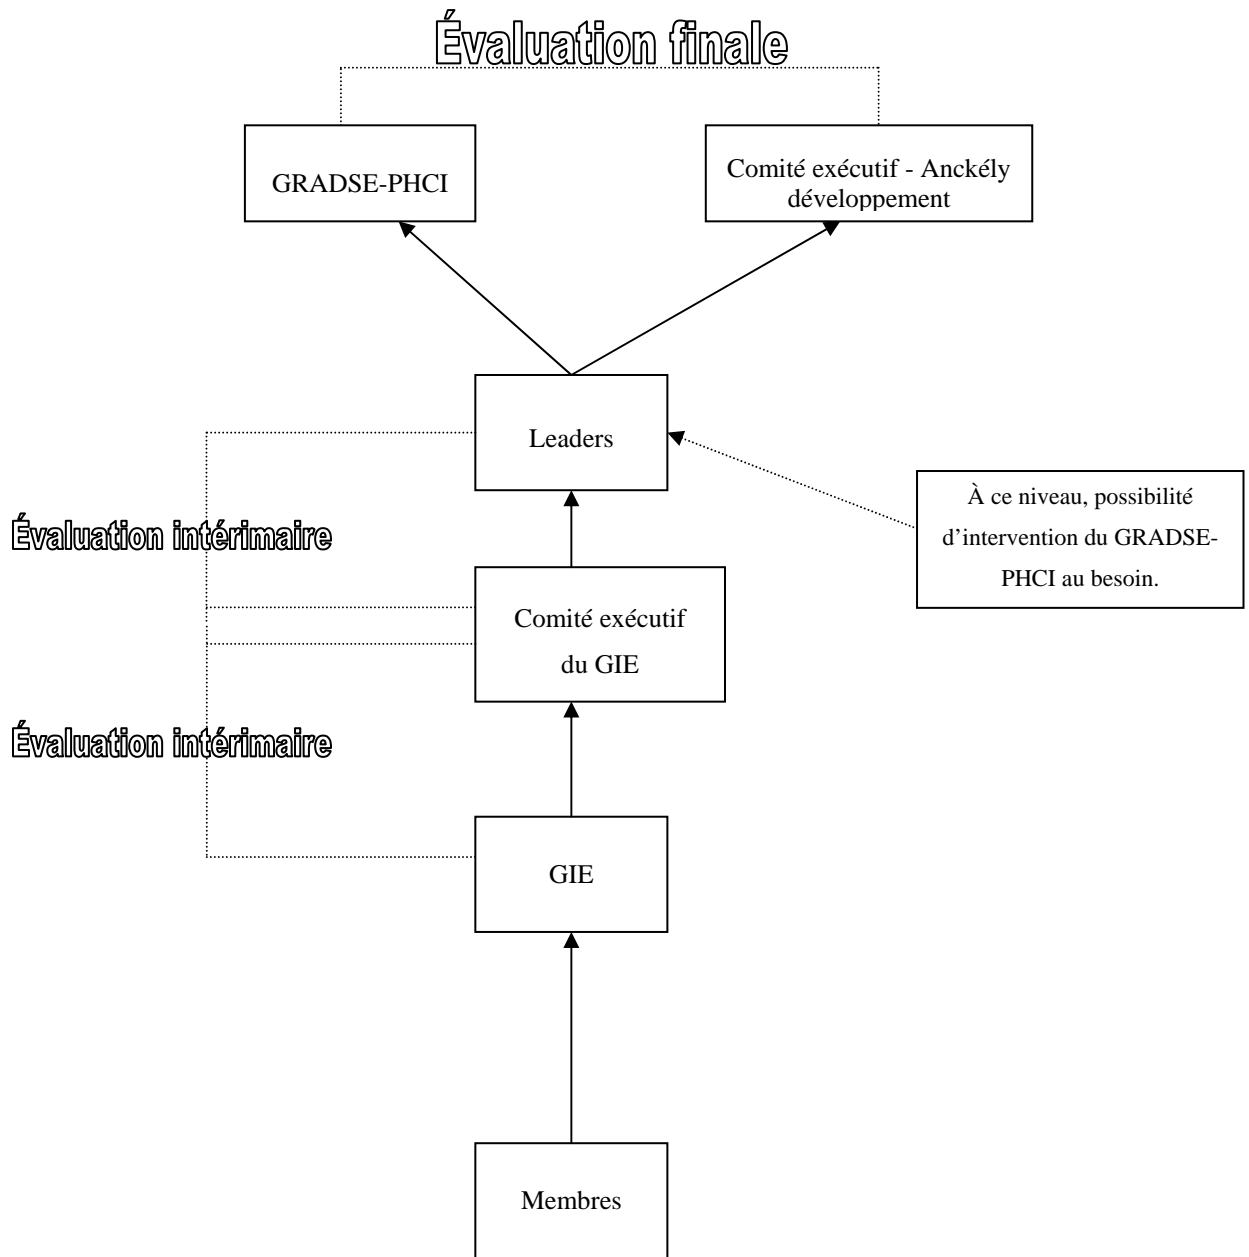 Évaluation finale
GRADSE-PHCI
Comité exécutif - Anckély
développement
Leaders
À ce niveau, possibilité
d’intervention du GRADSE-
PHCI au besoin.
Évaluation intérimaire
Comité exécutif
du GIE
Évaluation intérimaire
GIE
Membres